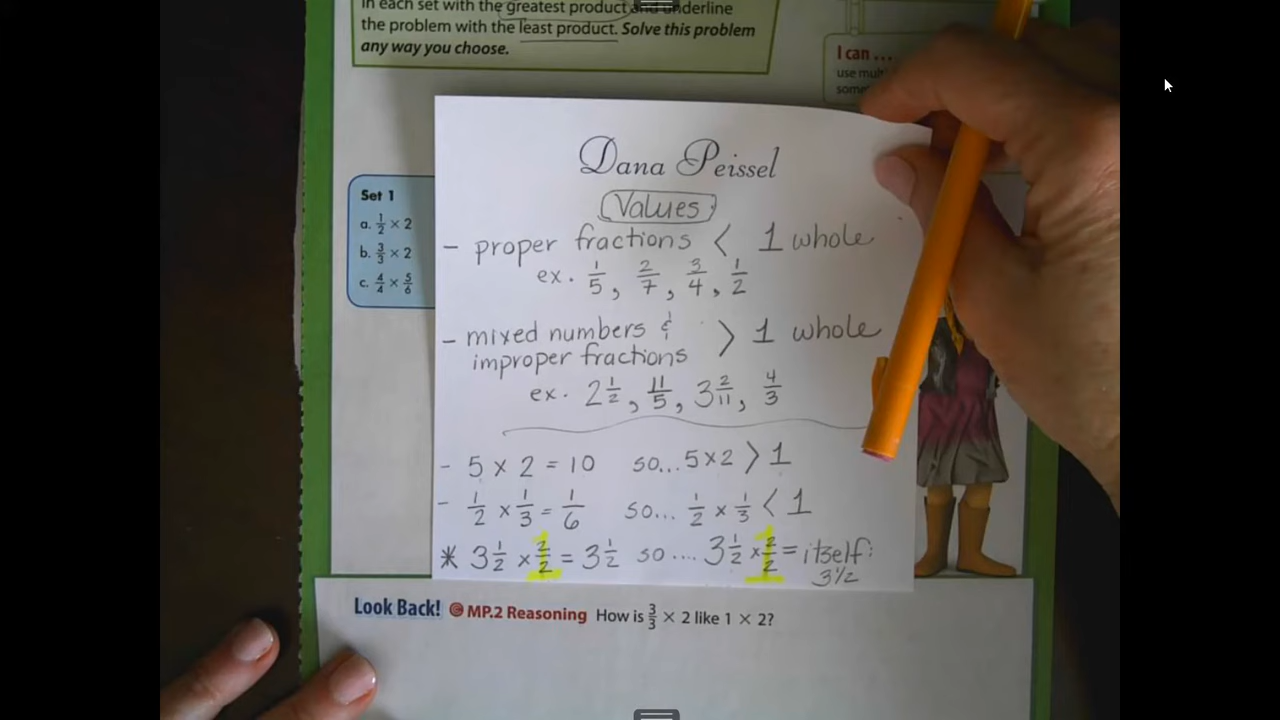 in each set with the greatest product and underline
the problem with the least product. Solve this problem
any way you choose.
I can ...
use
Set 1
a. 1/2 × 2
b. 3/3 × 2
c. 4/4 × 5/6
Dana Peissel
Values
- proper fractions < 1 whole
ex. 1/5, 2/7, 3/4, 1/2
- mixed numbers & > 1 whole
improper fractions
ex. 2 1/2, 11/5, 3 2/11, 4/3
- 5 × 2 = 10 so... 5×2 > 1
- 1/2 × 1/3 = 1/6 so... 1/2 × 1/3 < 1
* 3 1/2 × 2/2 = 3 1/2 so.... 3 1/2 × 2/2 = itself:
3 1/2
Look Back! MP.2 Reasoning How is 3/3 × 2 like 1 × 2?